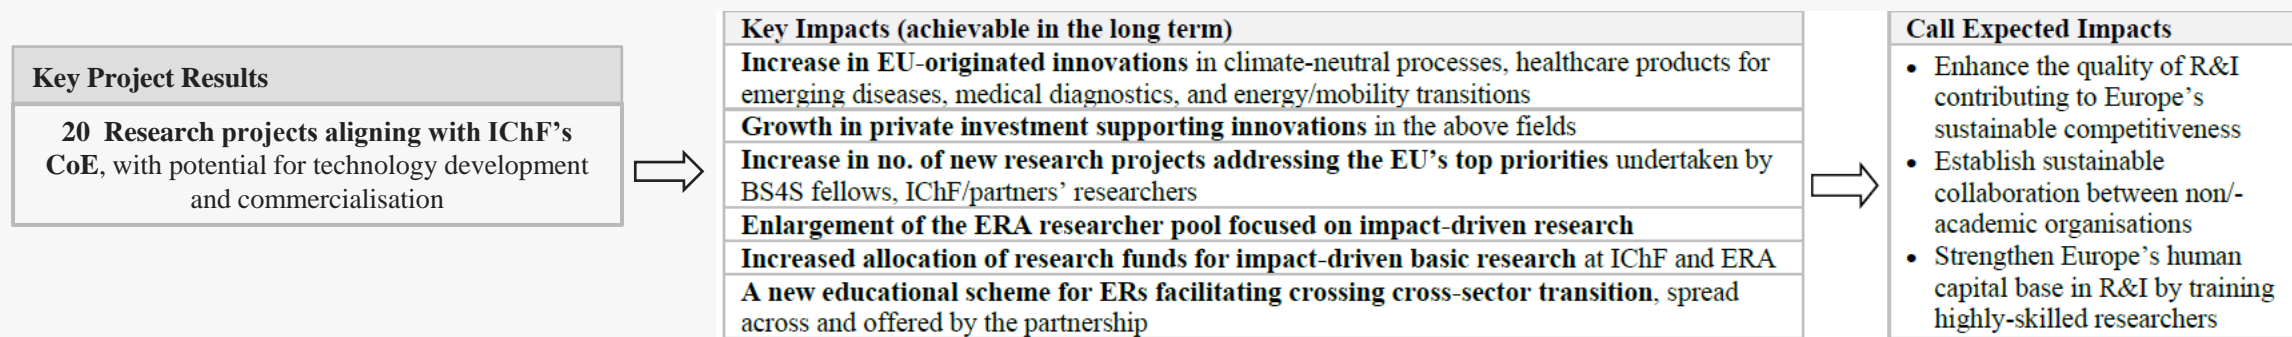 Key Project Results
20 Research projects aligning with IChF's
CoE, with potential for technology development
and commercialisation
Key Impacts (achievable in the long term)
Increase in EU-originated innovations in climate-neutral processes, healthcare products for
emerging diseases, medical diagnostics, and energy/mobility transitions
Growth in private investment supporting innovations in the above fields
Increase in no. of new research projects addressing the EU's top priorities undertaken by
BS4S fellows, IChF/partners' researchers
Enlargement of the ERA researcher pool focused on impact-driven research
Increased allocation of research funds for impact-driven basic research at IChF and ERA
A new educational scheme for ERs facilitating crossing cross-sector transition, spread
across and offered by the partnership
Call Expected Impacts
• Enhance the quality of R&I
contributing to Europe's
sustainable competitiveness
• Establish sustainable
collaboration between non/-
academic organisations
• Strengthen Europe's human
capital base in R&I by training
highly-skilled researchers